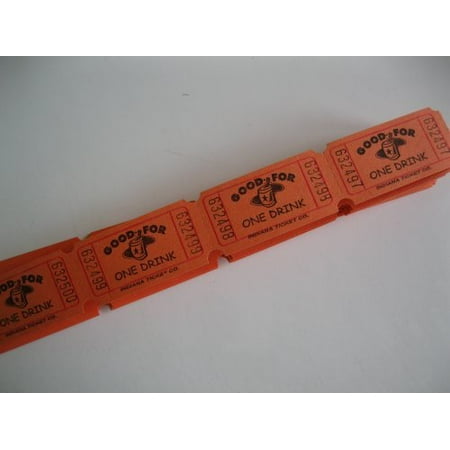 632500
GOOD FOR
ONE DRINK
INDIANA TICKET CO.
632499
GOOD FOR
ONE DRINK
INDIANA TICKET CO.
632499
632498
GOOD FOR
ONE DRINK
INDIANA TICKET CO.
632498
632497
GOOD FOR
ONE DRINK
INDIANA TICKET CO.
632497